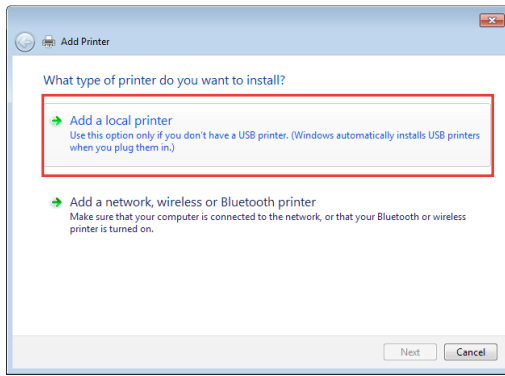 Add Printer
What type of printer do you want to install?
Add a local printer
Use this option only if you don't have a USB printer. (Windows automatically installs USB printers
when you plug them in.)
Add a network, wireless or Bluetooth printer
Make sure that your computer is connected to the network, or that your Bluetooth or wireless
printer is turned on.
Next Cancel